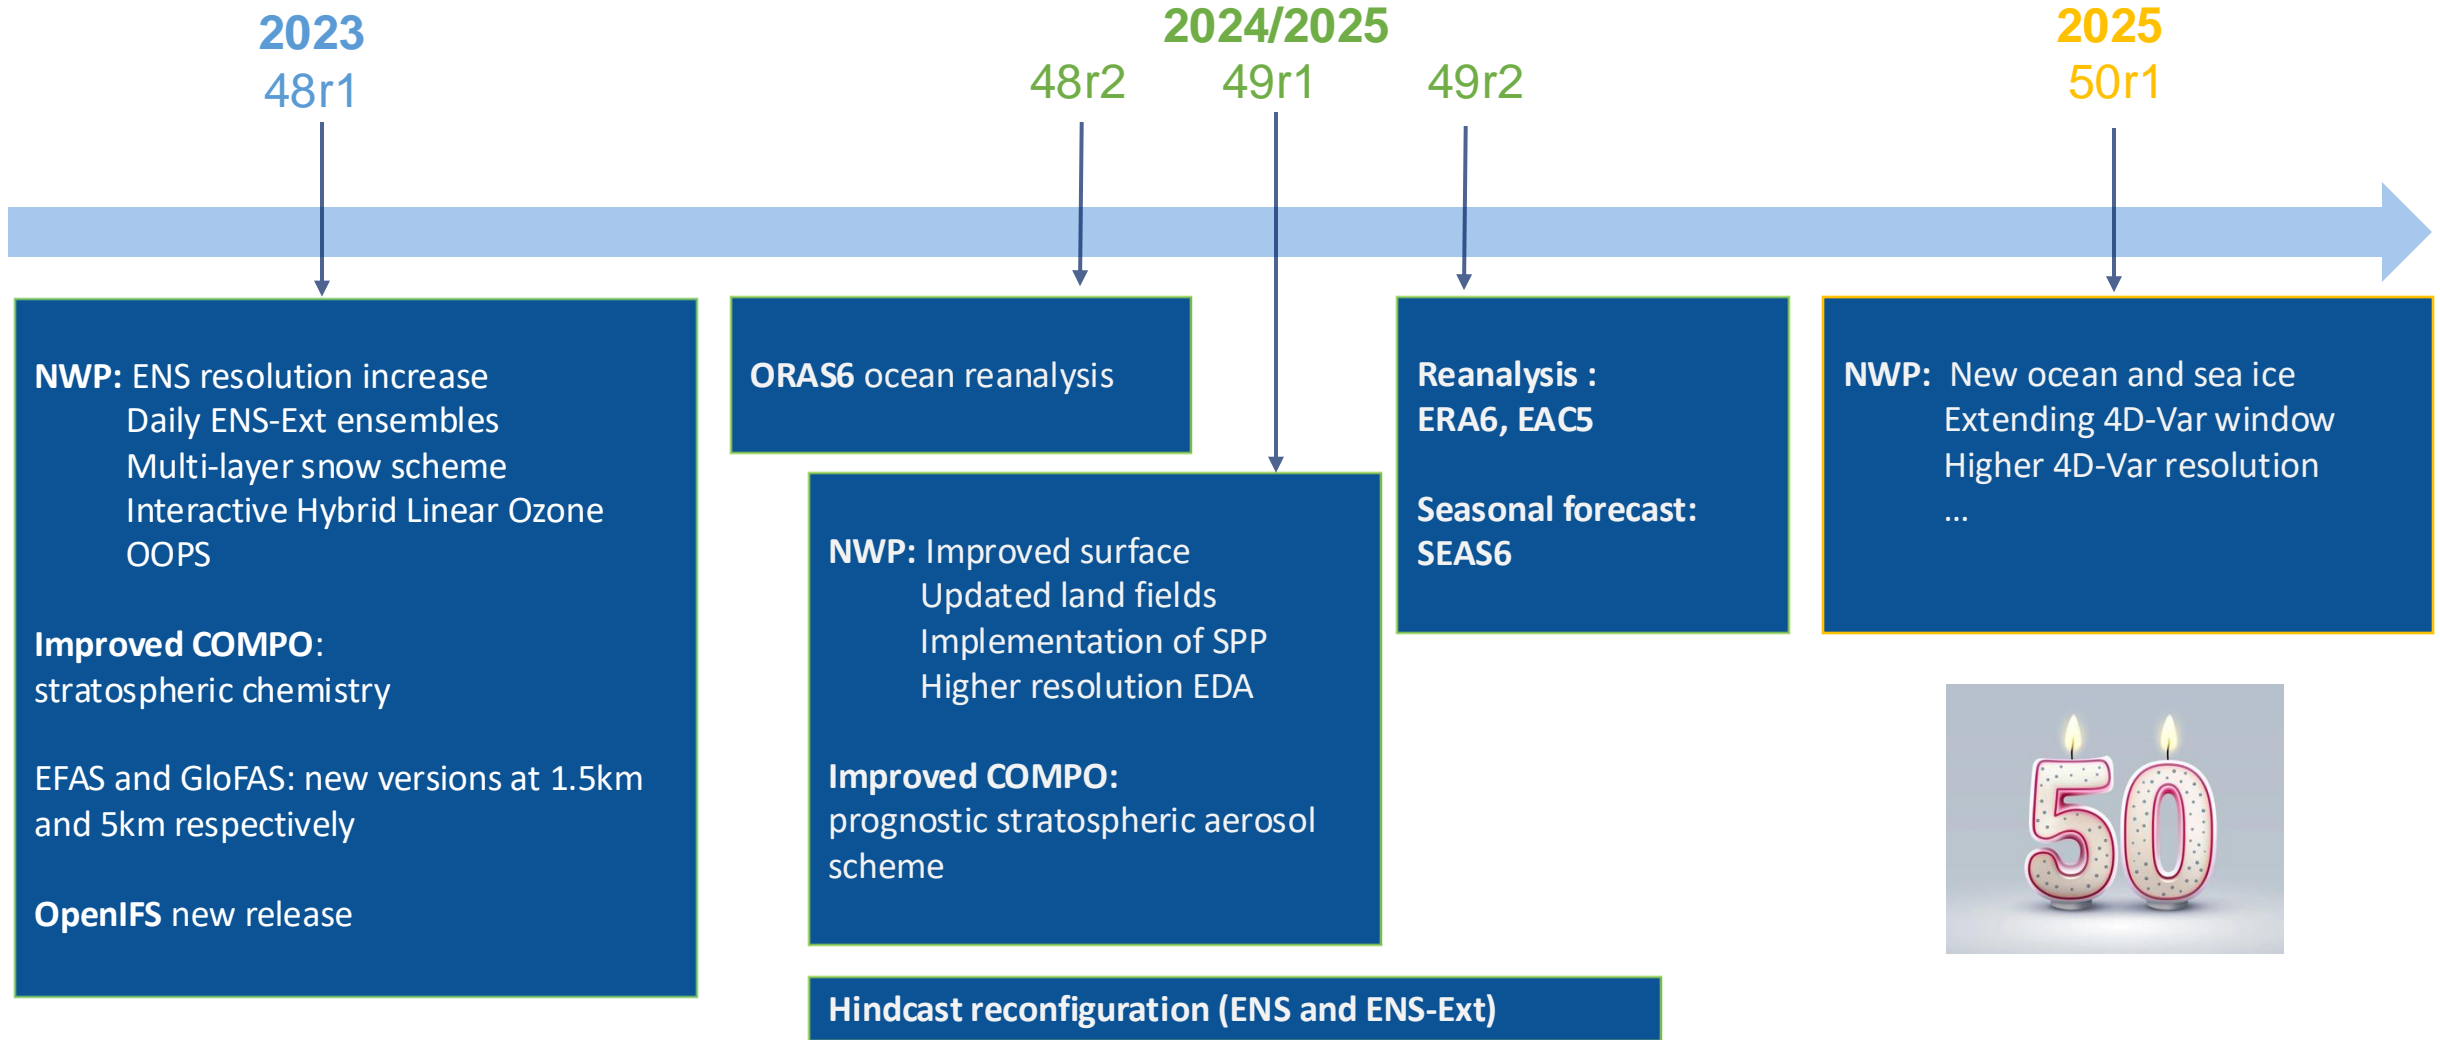 2023
48r1
2024/2025
48r2
49r1
49r2
2025
50r1
NWP: ENS resolution increase
Daily ENS-Ext ensembles
Multi-layer snow scheme
Interactive Hybrid Linear Ozone
OOPS
Improved COMPO:
stratospheric chemistry
EFAS and GloFAS: new versions at 1.5km
and 5km respectively
OpenIFS new release
ORAS6 ocean reanalysis
NWP: Improved surface
Updated land fields
Implementation of SPP
Higher resolution EDA
Improved COMPO:
prognostic stratospheric aerosol
scheme
Hindcast reconfiguration (ENS and ENS-Ext)
Reanalysis :
ERA6, EAC5
Seasonal forecast:
SEAS6
NWP: New ocean and sea ice
Extending 4D-Var window
Higher 4D-Var resolution
...
50